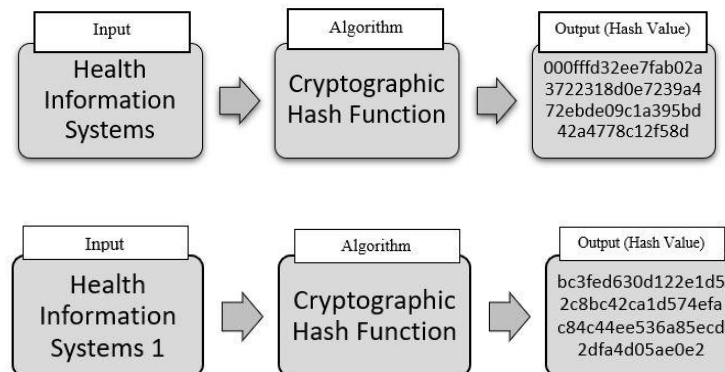 Input
Health
Information
Systems
Algorithm
Cryptographic
Hash Function
Output (Hash Value)
000fffd32ee7fab02a
3722318d0e7239a4
72ebde09c1a395bd
42a4778c12f58d
Input
Health
Information
Systems 1
Algorithm
Cryptographic
Hash Function
Output (Hash Value)
bc3fed630d122e1d5
2c8bc42ca1d574efa
c84c44ee536a85ecd
2dfa4d05ae0e2